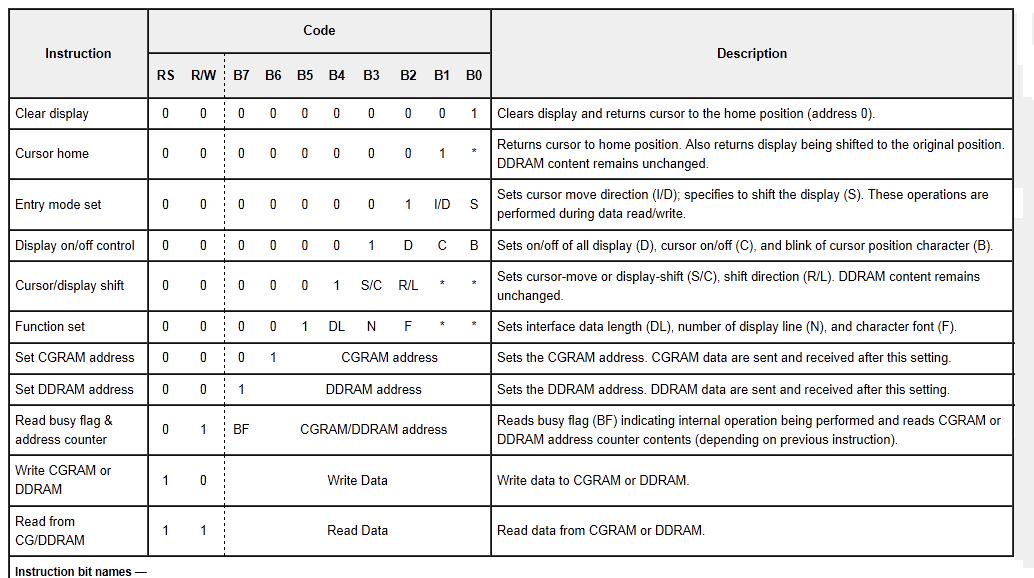 Instruction Code Description
RS R/W B7 B6 B5 B4 B3 B2 B1 B0
Clear display 0 0 0 0 0 0 0 0 0 1 Clears display and returns cursor to the home position (address 0).
Cursor home 0 0 0 0 0 0 0 0 1 * Returns cursor to home position. Also returns display being shifted to the original position.
DDRAM content remains unchanged.
Entry mode set 0 0 0 0 0 0 0 1 I/D S Sets cursor move direction (I/D); specifies to shift the display (S). These operations are
performed during data read/write.
Display on/off control 0 0 0 0 0 0 1 D C B Sets on/off of all display (D), cursor on/off (C), and blink of cursor position character (B).
Cursor/display shift 0 0 0 0 0 1 S/C R/L * * Sets cursor-move or display-shift (S/C), shift direction (R/L). DDRAM content remains
unchanged.
Function set 0 0 0 0 1 DL N F * * Sets interface data length (DL), number of display line (N), and character font (F).
Set CGRAM address 0 0 0 1 CGRAM address Sets the CGRAM address. CGRAM data are sent and received after this setting.
Set DDRAM address 0 0 1 DDRAM address Sets the DDRAM address. DDRAM data are sent and received after this setting.
Read busy flag &
address counter 0 1 BF CGRAM/DDRAM address Reads busy flag (BF) indicating internal operation being performed and reads CGRAM or
DDRAM address counter contents (depending on previous instruction).
Write CGRAM or
DDRAM 1 0 Write Data Write data to CGRAM or DDRAM.
Read from
CG/DDRAM 1 1 Read Data Read data from CGRAM or DDRAM.
Instruction bit names —